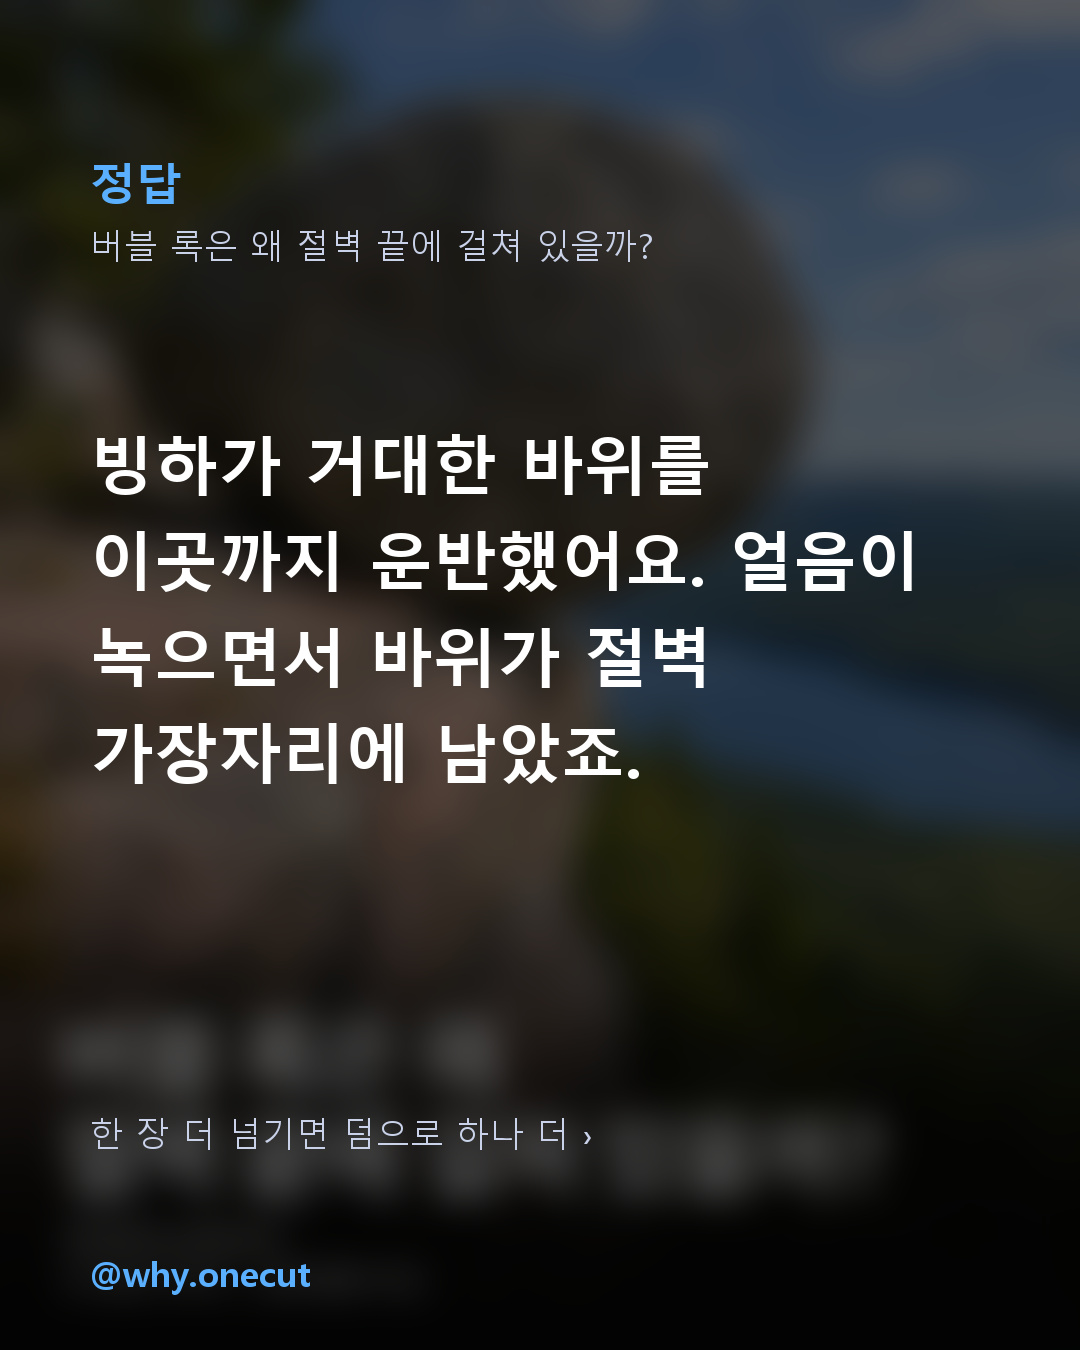 정답
버블 록은 왜 절벽 끝에 걸쳐 있을까?
빙하가 거대한 바위를
이곳까지 운반했어요. 얼음이
녹으면서 바위가 절벽
가장자리에 남았죠.
한 장 더 넘기면 덤으로 하나 더 ›
@why.onecut